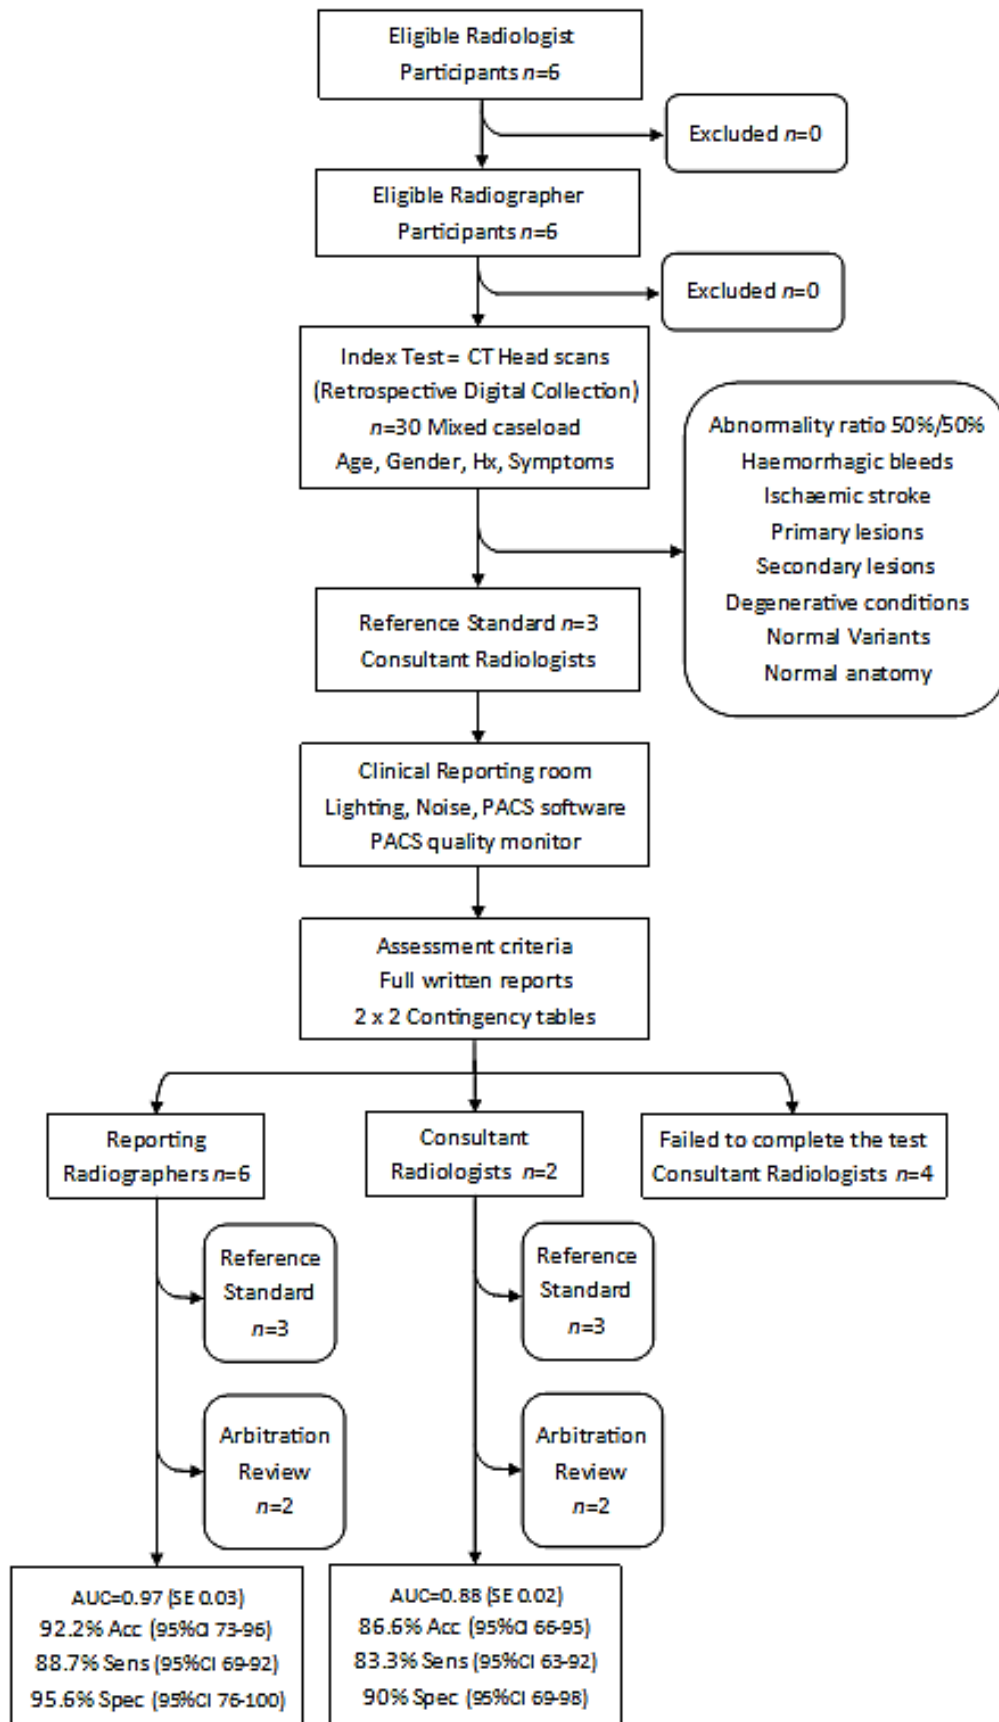 Eligible Radiologist
Participants n=6
Excluded n=0
Eligible Radiographer
Participants n=6
Excluded n=0
Index Test= CT Head scans
(Retrospective Digital Collection)
n=30 Mixed caseload
Age, Gender, Hx, Symptoms
Abnormality ratio 50%/50%
Haemorrhagic bleeds
Ischaemic stroke
Primary lesions
Secondary lesions
Degenerative conditions
Normal Variants
Normal anatomy
Reference Standard n=3
Consultant Radiologists
Clinical Reporting room
Lighting, Noise, PACS software
PACS quality monitor
Assessment criteria
Full written reports
2 x 2 Contingency tables
Reporting
Radiographers n=6
Consultant
Radiologists n=2
Failed to complete the test
Consultant Radiologists n=4
Reference
Standard
n=3
Reference
Standard
n=3
Arbitration
Review
n=2
Arbitration
Review
n=2
AUC=0.97 (SE 0.03)
92.2% Acc (95%CI 73-96)
88.7% Sens (95%CI 69-92)
95.6% Spec (95%CI 76-100)
AUC=0.88 (SE 0.02)
86.6% Acc (95%CI 66-95)
83.3% Sens (95%CI 63-92)
90% Spec (95%CI 69-98)